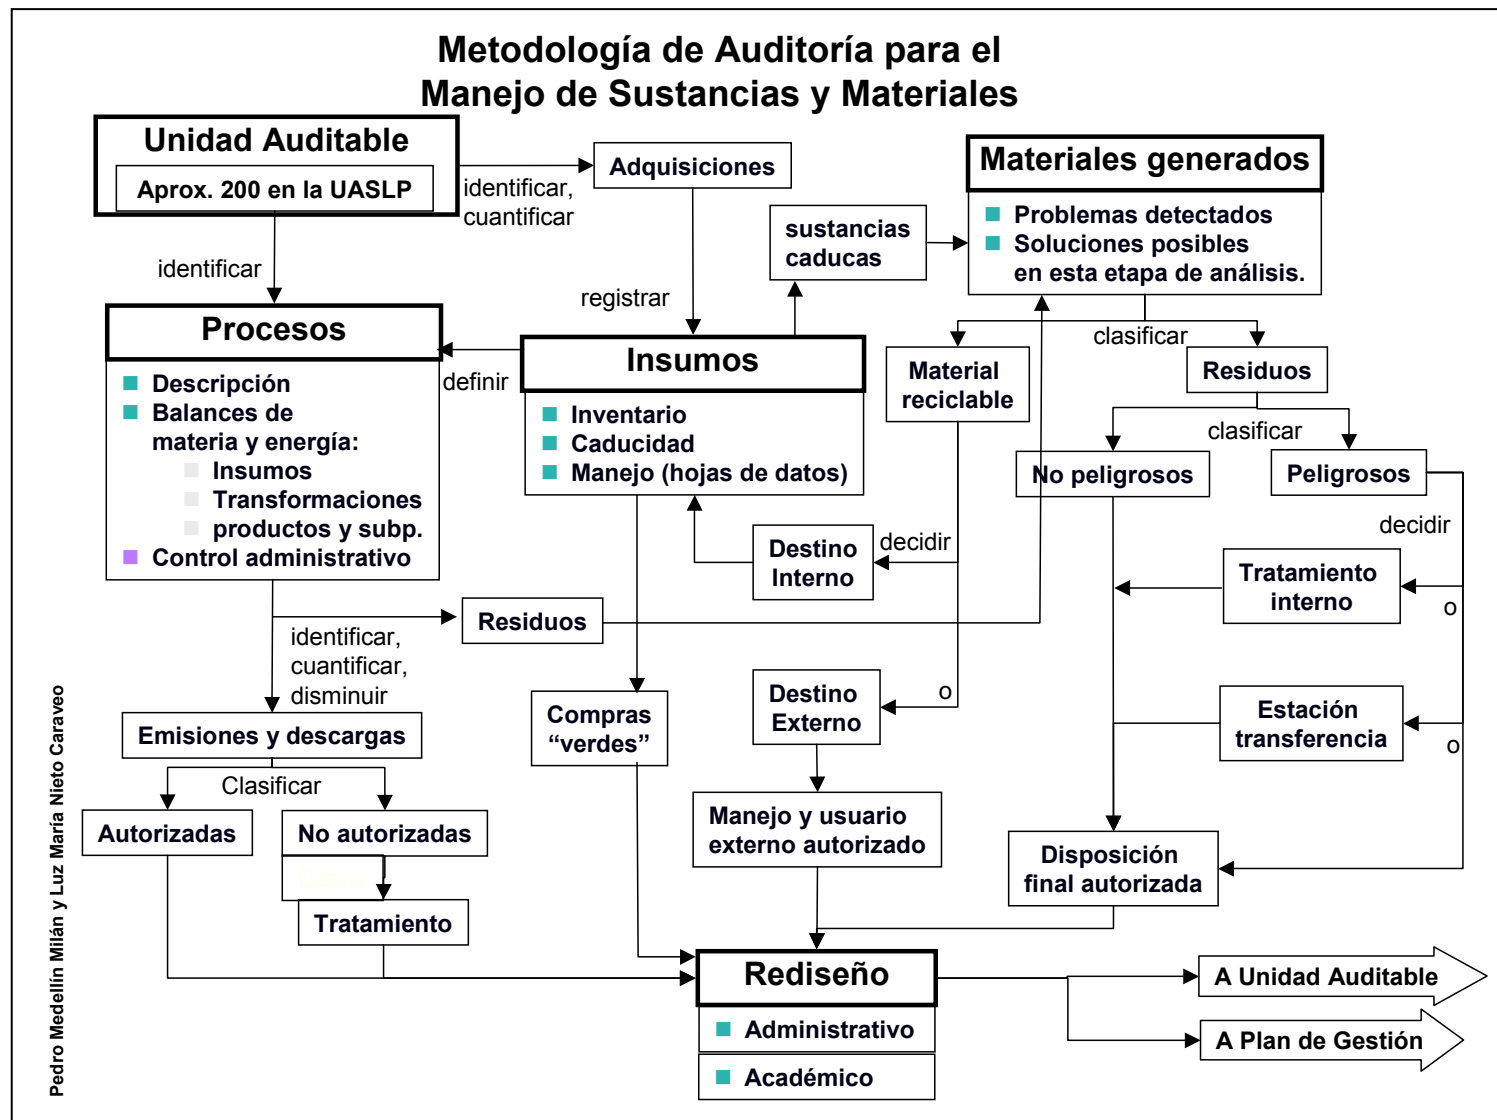 Metodología de Auditoría para el
Manejo de Sustancias y Materiales
Unidad Auditable
Aprox. 200 en la UASLP
identificar,
cuantificar
Adquisiciones
Materiales generados
Problemas detectados
Soluciones posibles
en esta etapa de análisis.
sustancias
caducas
identificar
registrar
Procesos
Descripción
Balances de
materia y energía:
Insumos
Transformaciones
productos y subp.
Control administrativo
definir
Insumos
Inventario
Caducidad
Manejo (hojas de datos)
clasificar
Material
reciclable
Residuos
clasificar
No peligrosos
Peligrosos
decidir
Destino
Interno
decidir
Tratamiento
interno
o
Residuos
identificar,
cuantificar,
disminuir
Compras
“verdes”
Destino
Externo
o
Estación
transferencia
o
Emisiones y descargas
Clasificar
Autorizadas
No autorizadas
Tratamiento
Manejo y usuario
externo autorizado
Disposición
final autorizada
Rediseño
Administrativo
Académico
A Unidad Auditable
A Plan de Gestión
Pedro Medellín Milán y Luz María Nieto Caraveo